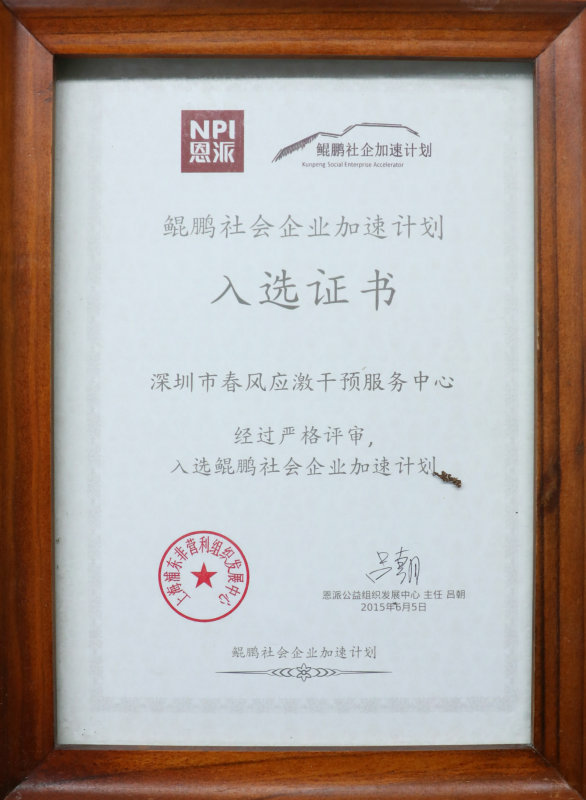 NPI
恩派
鲲鹏社企加速计划
Kunpeng Social Enterprise Accelerator
鲲鹏社会企业加速计划
入选证书
深圳市春风应激干预服务中心
经过严格评审,
入选鲲鹏社会企业加速计划
上海浦东非营利组织发展中心
吕朝
恩派公益组织发展中心 主任 吕朝
2015年6月5日
鲲鹏社会企业加速计划